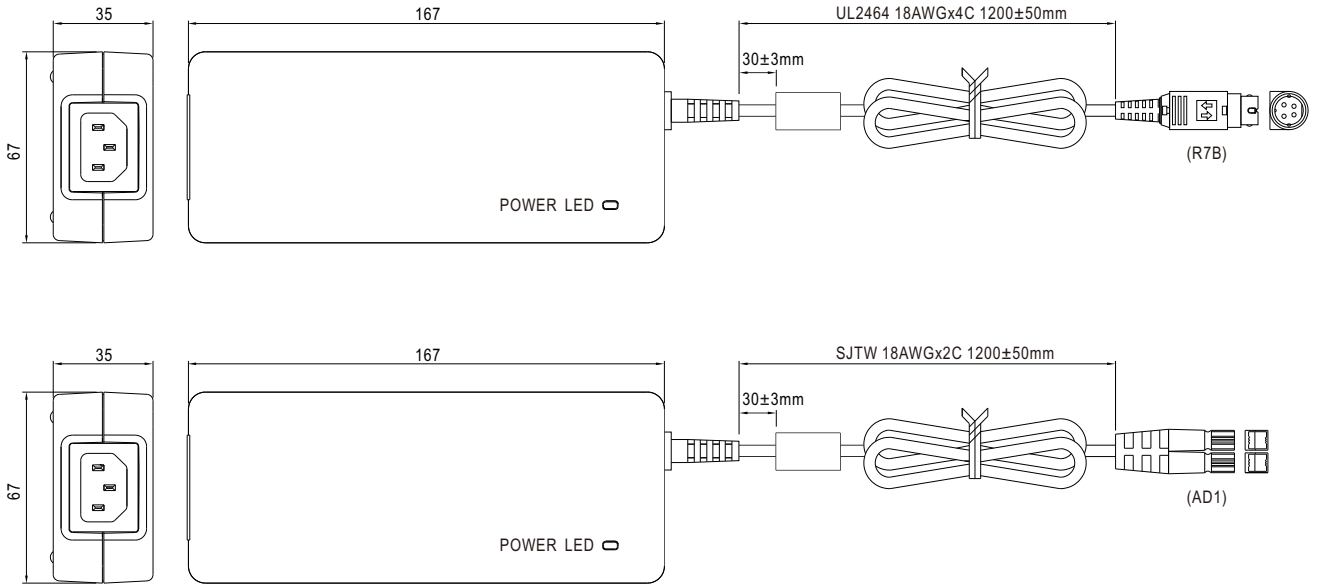 35
167
UL2464 18AWGx4C 1200±50mm
30±3mm
67
POWER LED
(R7B)
35
167
SJTW 18AWGx2C 1200±50mm
30±3mm
67
POWER LED
(AD1)